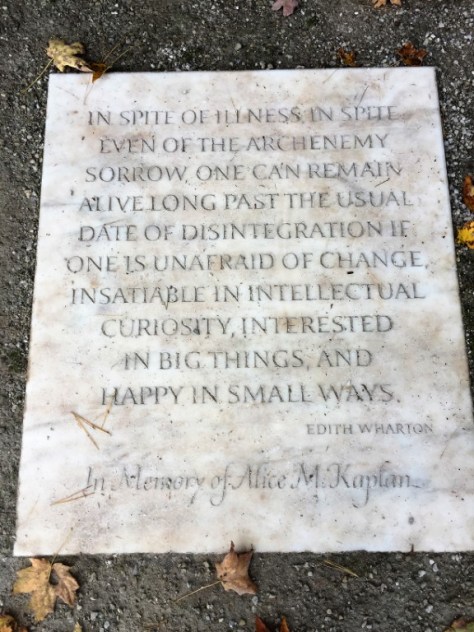 IN SPITE OF ILLNESS, IN SPITE
EVEN OF THE ARCHENEMY
SORROW, ONE CAN REMAIN
ALIVE LONG PAST THE USUAL
DATE OF DISINTEGRATION IF
ONE IS UNAFRAID OF CHANGE,
INSATIABLE IN INTELLECTUAL
CURIOSITY, INTERESTED
IN BIG THINGS, AND
HAPPY IN SMALL WAYS.
EDITH WHARTON
In Memory of Alice M. Kaplan